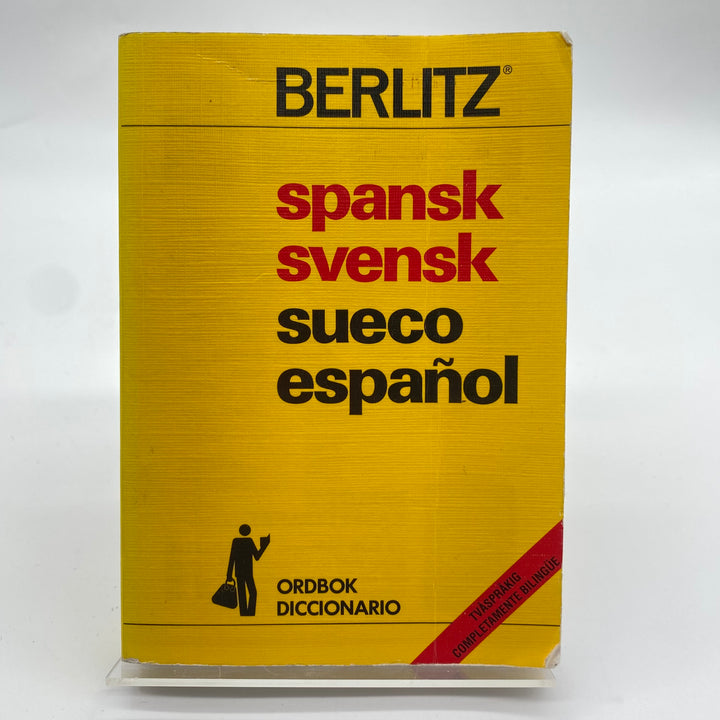 BERLITZ®
spansk
svensk
sueco
español
ORDBOK
DICCIONARIO
TVÅSPRÅKIG
COMPLETAMENTE BILINGÜE